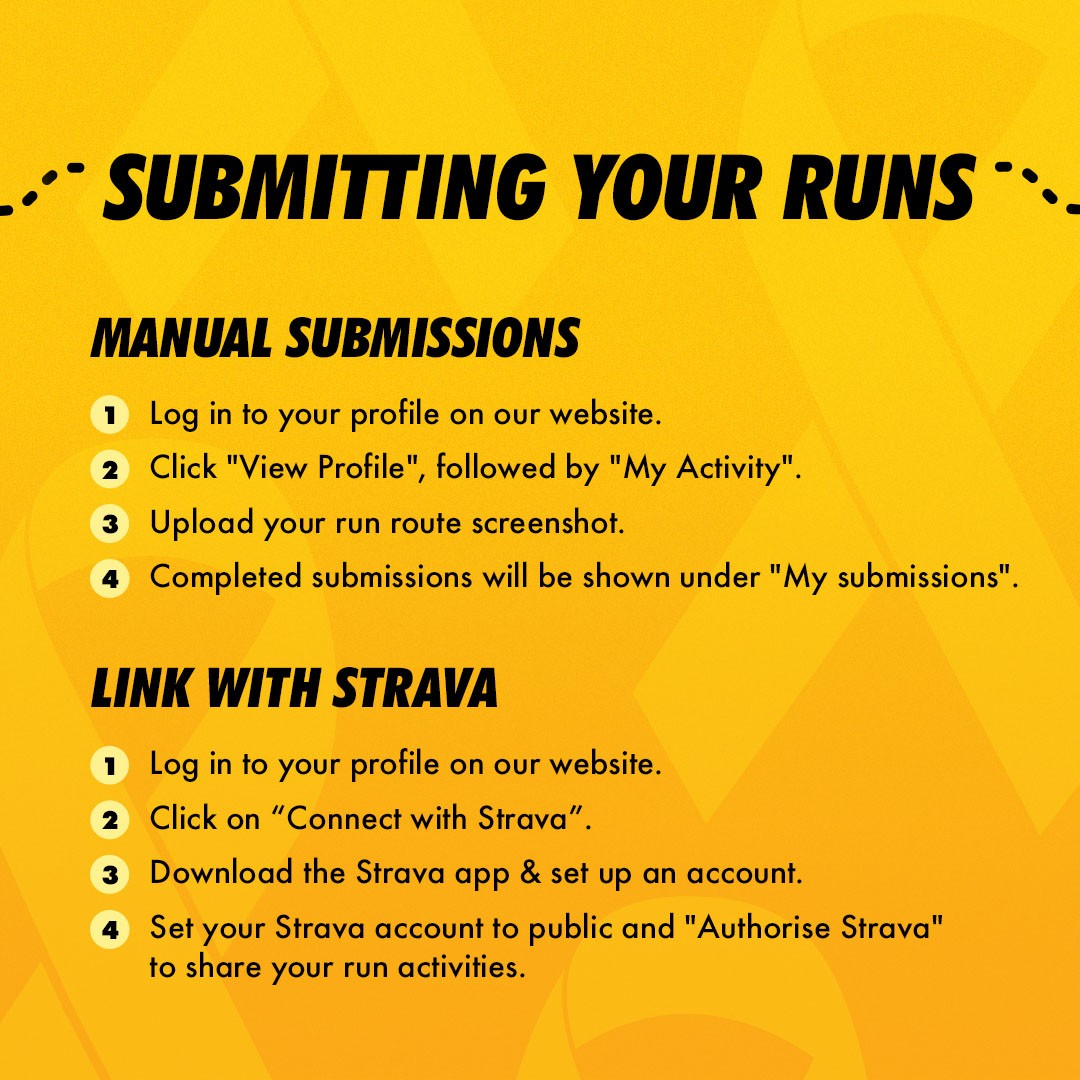 SUBMITTING YOUR RUNS
MANUAL SUBMISSIONS
1 Log in to your profile on our website.
2 Click "View Profile", followed by "My Activity".
3 Upload your run route screenshot.
4 Completed submissions will be shown under "My submissions".
LINK WITH STRAVA
1 Log in to your profile on our website.
2 Click on “Connect with Strava”.
3 Download the Strava app & set up an account.
4 Set your Strava account to public and "Authorise Strava"
to share your run activities.